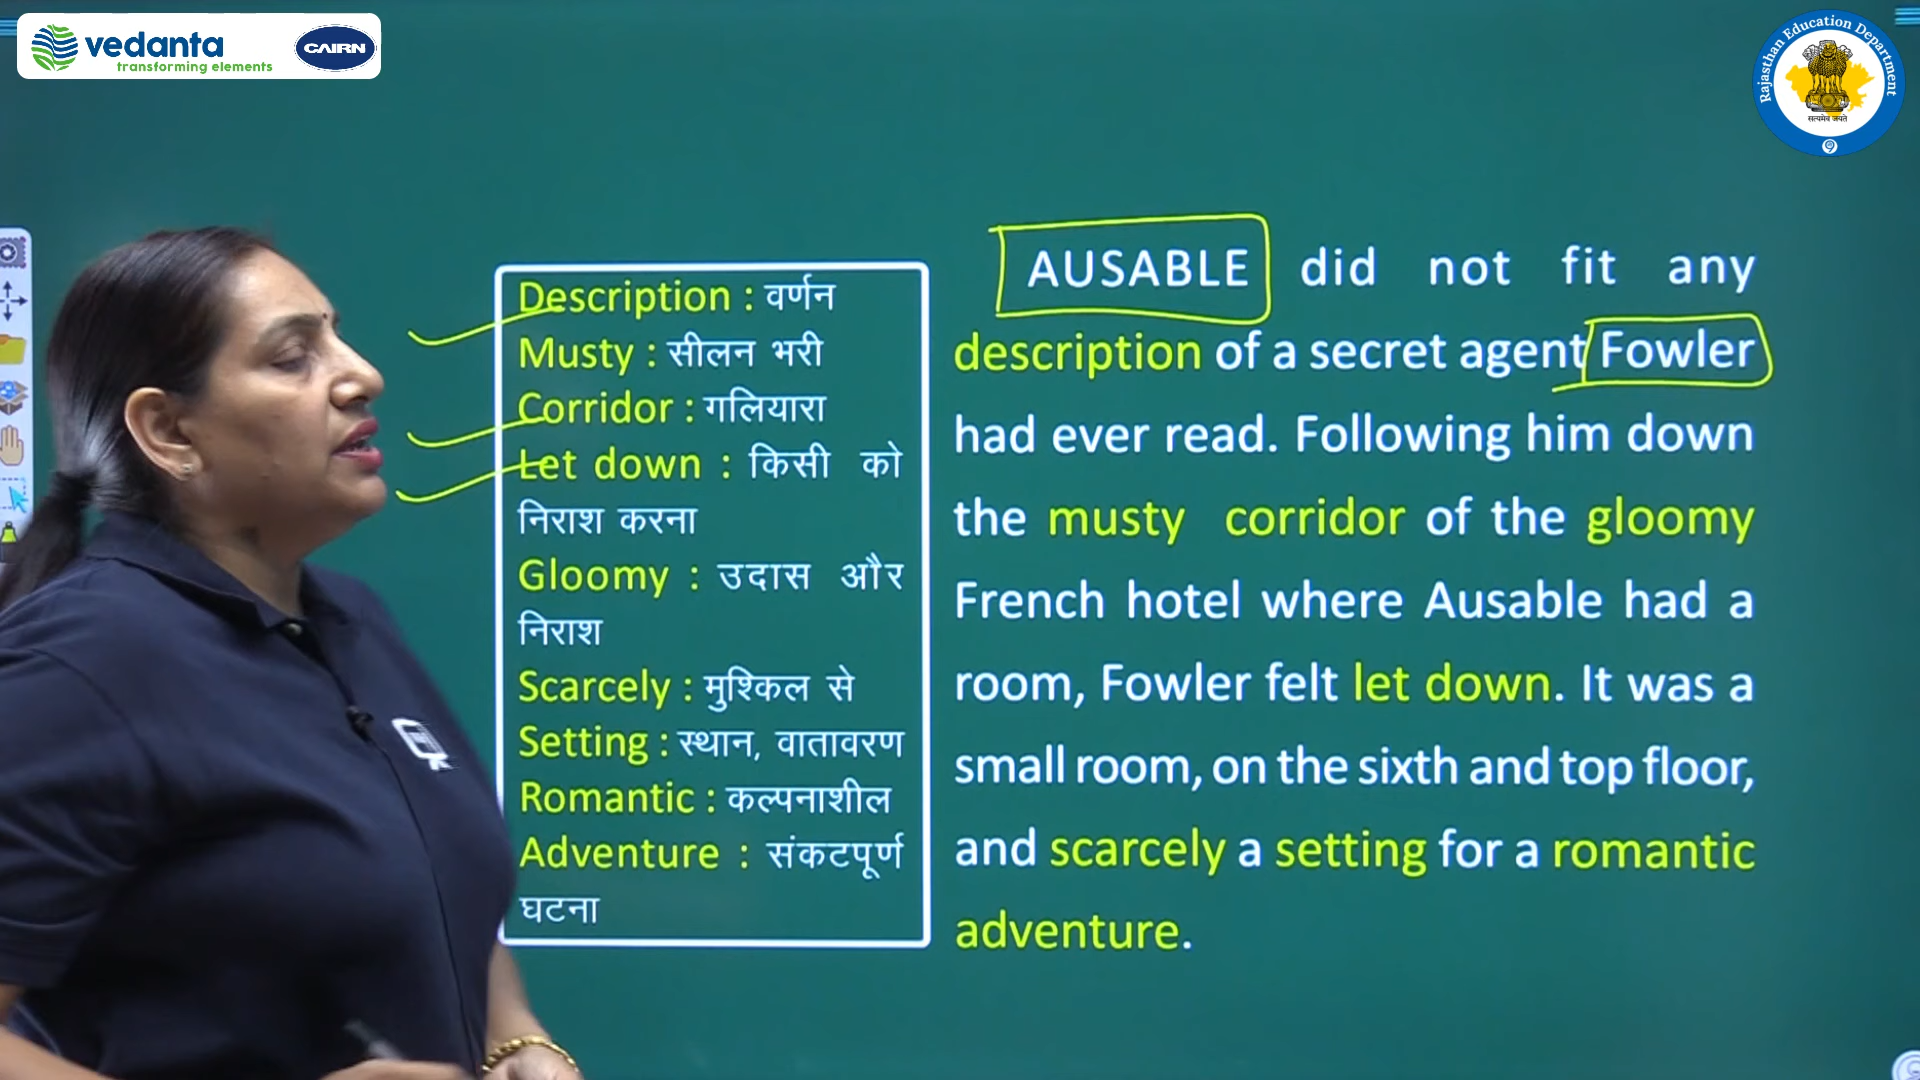 vedanta
transforming elements
CAIRN
Rajasthan Education Department
सत्यमेव जयते
Description : वर्णन
Musty : सीलन भरी
Corridor : गलियारा
Let down : किसी को
निराश करना
Gloomy : उदास और
निराश
Scarcely : मुश्किल से
Setting : स्थान, वातावरण
Romantic : कल्पनाशील
Adventure : संकटपूर्ण
घटना
AUSABLE did not fit any
description of a secret agent Fowler
had ever read. Following him down
the musty corridor of the gloomy
French hotel where Ausable had a
room, Fowler felt let down. It was a
small room, on the sixth and top floor,
and scarcely a setting for a romantic
adventure.